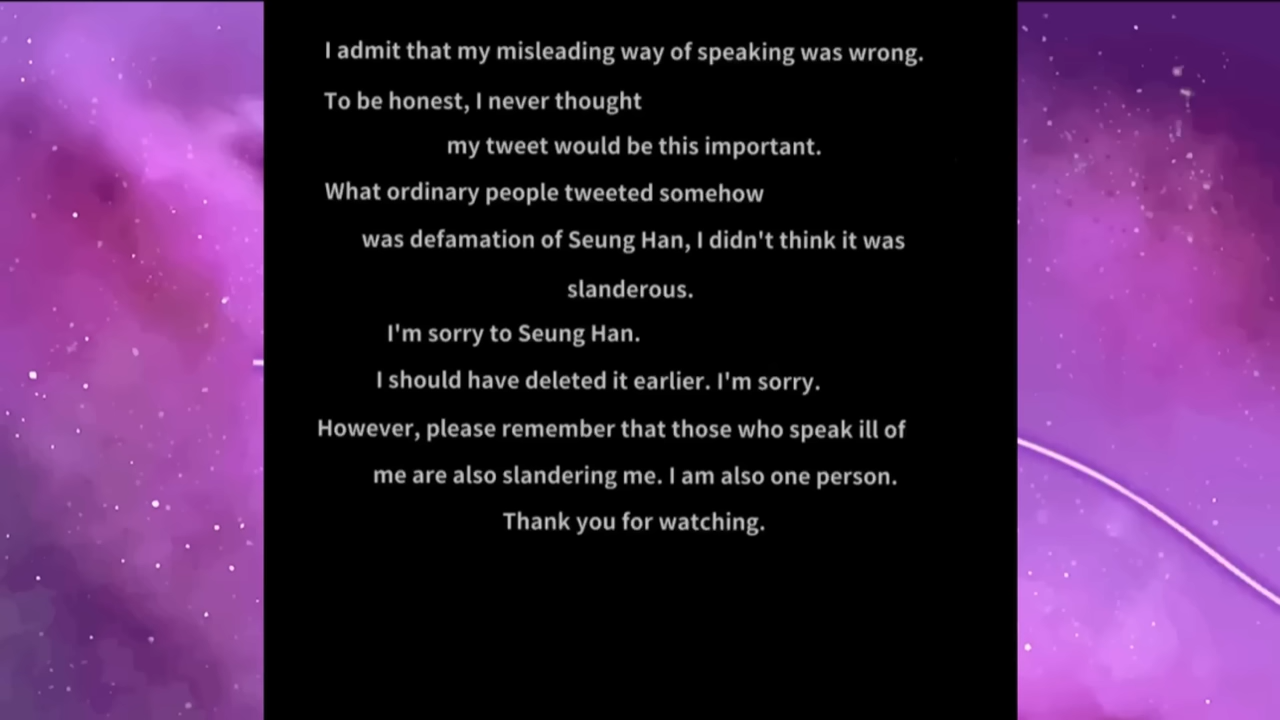 I admit that my misleading way of speaking was wrong.
To be honest, I never thought
my tweet would be this important.
What ordinary people tweeted somehow
was defamation of Seung Han, I didn't think it was
slanderous.
I'm sorry to Seung Han.
I should have deleted it earlier. I'm sorry.
However, please remember that those who speak ill of
me are also slandering me. I am also one person.
Thank you for watching.